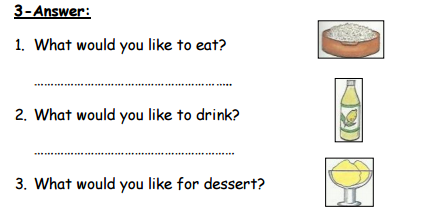 3-Answer:
1. What would you like to eat?
……………………………………………………..
2. What would you like to drink?
……………………………………………………
3. What would you like for dessert?